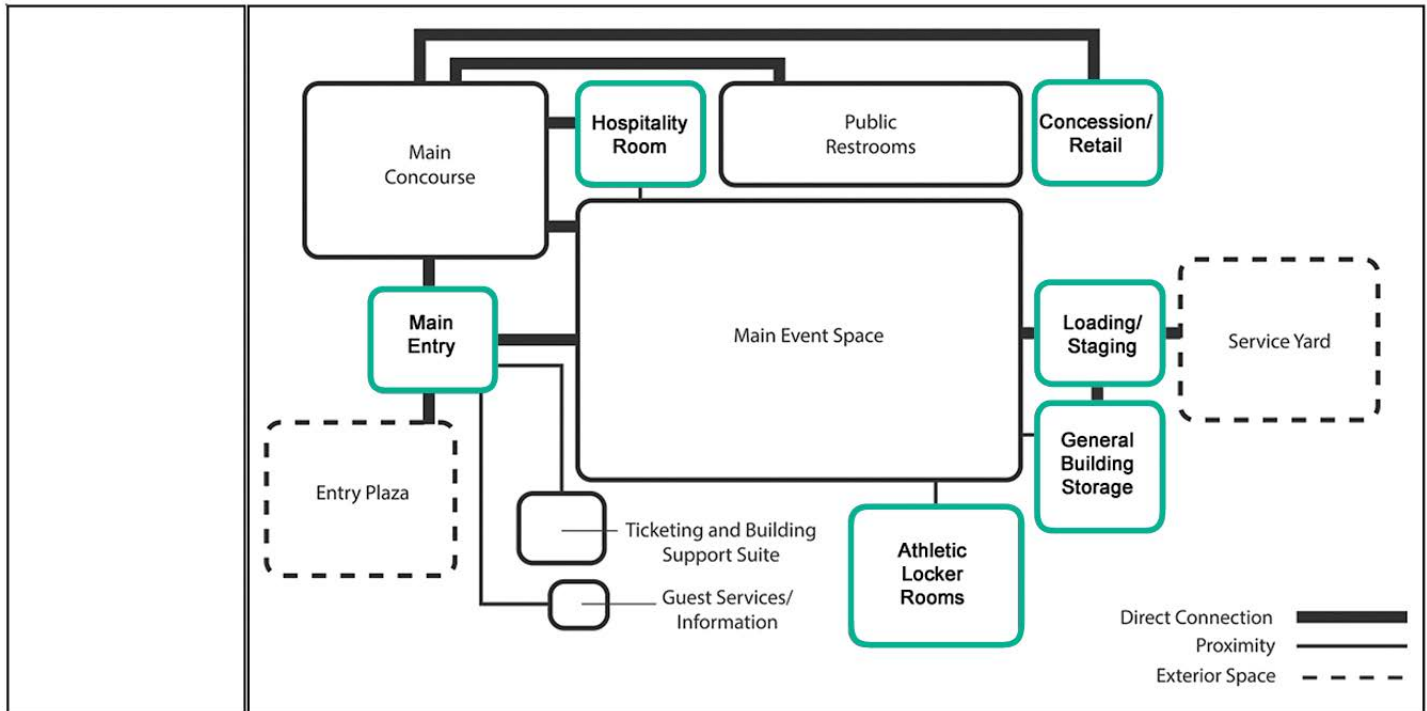 Main
Concourse
Hospitality
Room
Public
Restrooms
Concession/
Retail
Main
Entry
Main Event Space
Loading/
Staging
Service Yard
General
Building
Storage
Entry Plaza
Ticketing and Building
Support Suite
Athletic
Locker
Rooms
Guest Services/
Information
Direct Connection
Proximity
Exterior Space